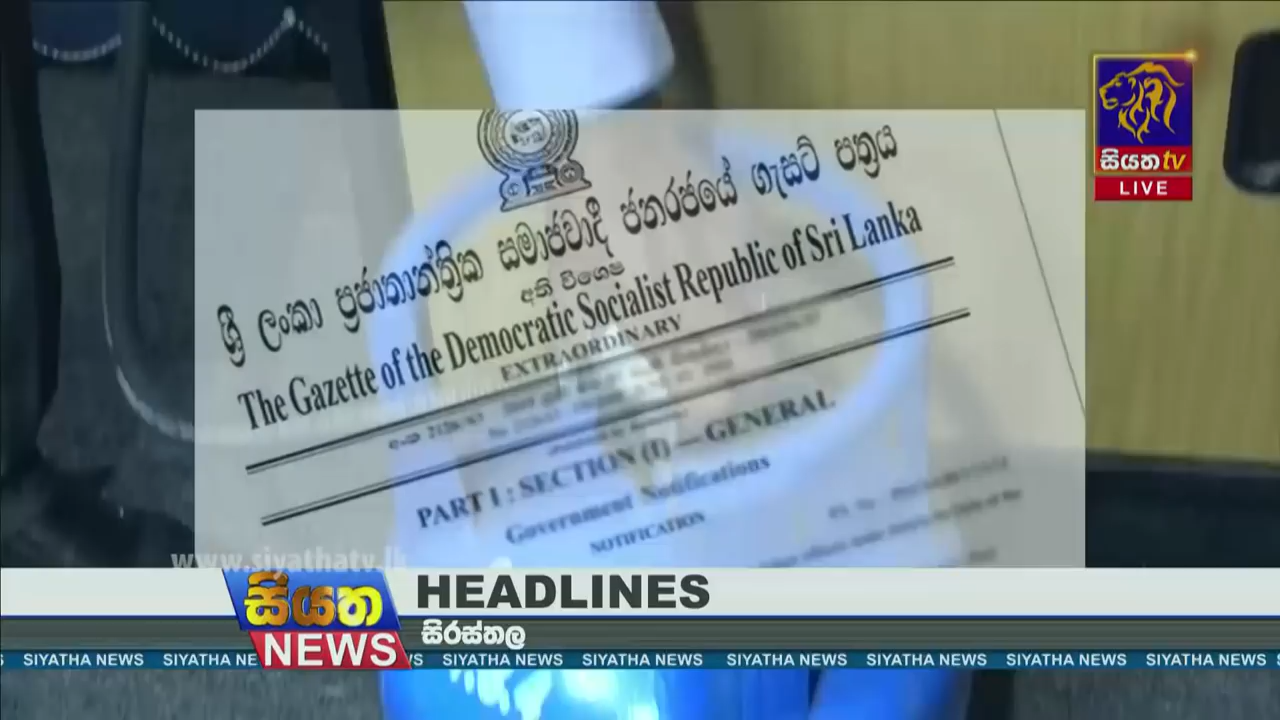 සියත tv
LIVE
ශ්‍රී ලංකා ප්‍රජාතාන්ත්‍රික සමාජවාදී ජනරජයේ ගැසට් පත්‍රය
අති විශෙෂ
The Gazette of the Democratic Socialist Republic of Sri Lanka
EXTRAORDINARY
අංක
PART I : SECTION (I) — GENERAL
Government Notifications
NOTIFICATION
www.siyathatv.lk
සියත
NEWS
HEADLINES
සිරස්තල
SIYATHA NEWS SIYATHA NE SIYATHA NEWS SIYATHA NEWS SIYATHA NEWS SIYATHA NEWS SIYATHA NEWS SIYATHA NEWS